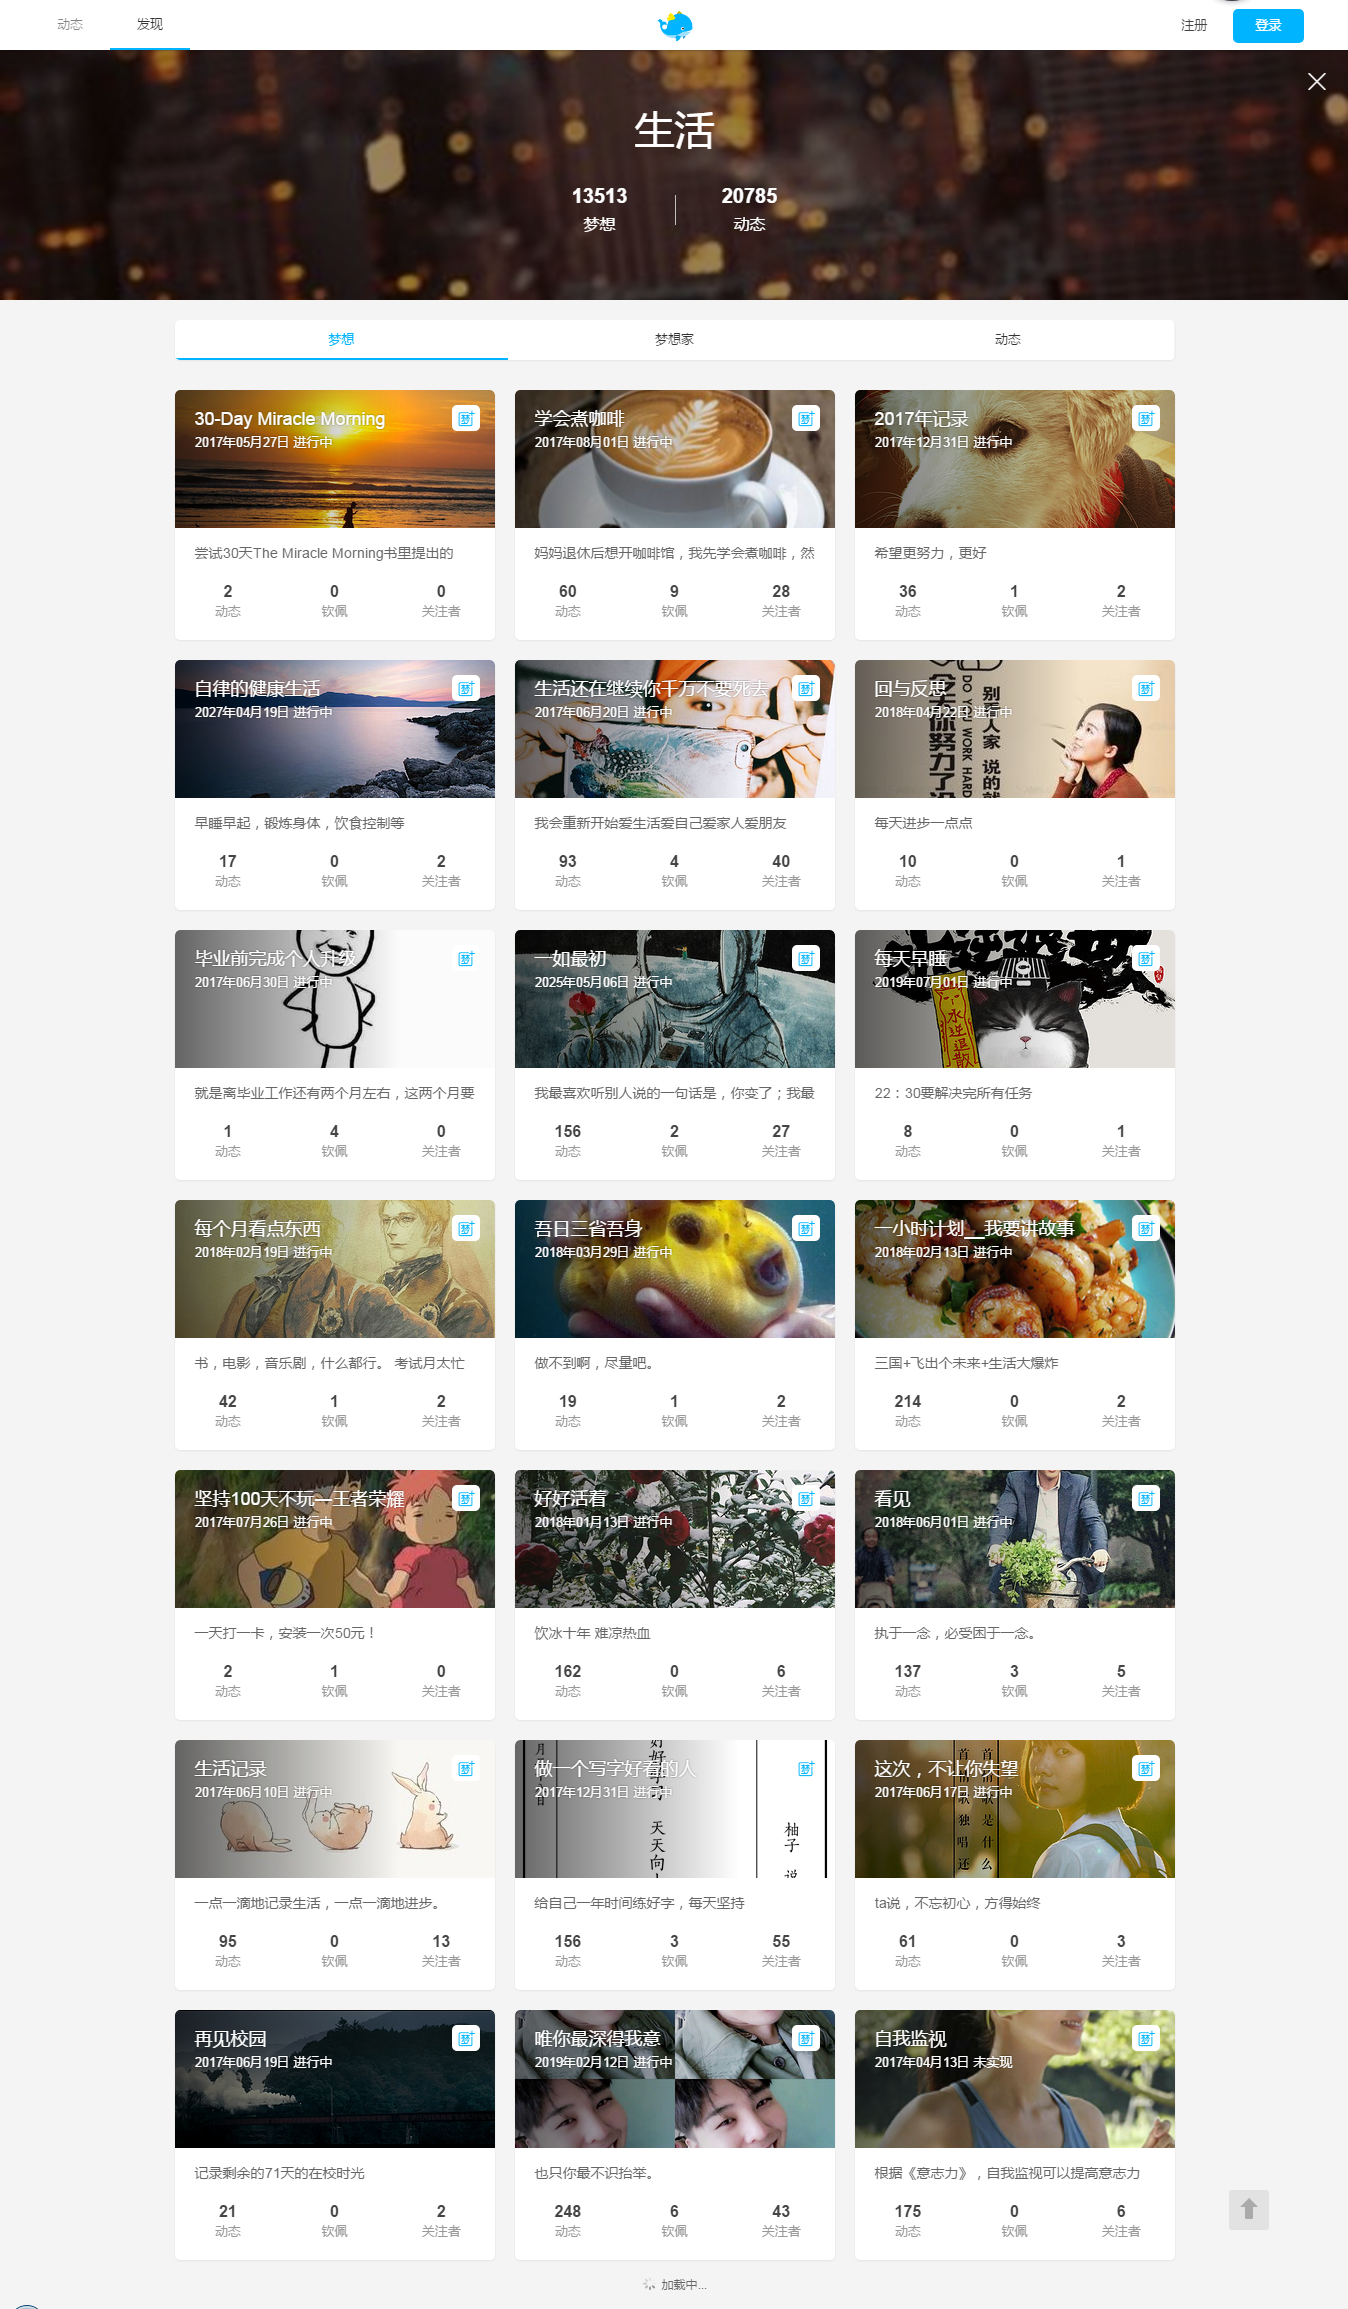 动态
发现
注册
登录
生活
13513
20785
梦想
动态
梦想
梦想家
动态
30-Day Miracle Morning
2017年05月27日 进行中
尝试30天The Miracle Morning书里提出的
2
0
0
动态
钦佩
关注者
学会煮咖啡
2017年08月01日 进行中
妈妈退休后想开咖啡馆，我先学会煮咖啡，然
60
9
28
动态
钦佩
关注者
2017年记录
2017年12月31日 进行中
希望更努力，更好
36
1
2
动态
钦佩
关注者
自律的健康生活
2027年04月19日 进行中
早睡早起，锻炼身体，饮食控制等
17
0
2
动态
钦佩
关注者
生活还在继续你千万不要死去
2017年06月20日 进行中
我会重新开始爱生活爱自己爱家人爱朋友
93
4
40
动态
钦佩
关注者
回与反思
2018年04月22日 进行中
DO YOU WORK HARD
别人家
说的就
你努力了没
每天进步一点点
10
0
1
动态
钦佩
关注者
毕业前完成个人升级
2017年06月30日 进行中
就是离毕业工作还有两个月左右，这两个月要
1
4
0
动态
钦佩
关注者
一如最初
2025年05月06日 进行中
我最喜欢听别人说的一句话是，你变了；我最
156
2
27
动态
钦佩
关注者
每天早睡
2019年07月01日 进行中
水逆退散
22：30要解决完所有任务
8
0
1
动态
钦佩
关注者
每个月看点东西
2018年02月19日 进行中
书，电影，音乐剧，什么都行。 考试月太忙
42
1
2
动态
钦佩
关注者
吾日三省吾身
2018年03月29日 进行中
做不到啊，尽量吧。
19
1
2
动态
钦佩
关注者
一小时计划__我要讲故事
2018年02月13日 进行中
三国+飞出个未来+生活大爆炸
214
0
2
动态
钦佩
关注者
坚持100天不玩—王者荣耀
2017年07月26日 进行中
一天打一卡，安装一次50元！
2
1
0
动态
钦佩
关注者
好好活着
2018年01月13日 进行中
饮冰十年 难凉热血
162
0
6
动态
钦佩
关注者
看见
2018年06月01日 进行中
执于一念，必受困于一念。
137
3
5
动态
钦佩
关注者
生活记录
2017年06月10日 进行中
一点一滴地记录生活，一点一滴地进步。
95
0
13
动态
钦佩
关注者
做一个写字好看的人
2017年12月31日 进行中
天天向
柚子 说
给自己一年时间练好字，每天坚持
156
3
55
动态
钦佩
关注者
这次，不让你失望
2017年06月17日 进行中
歌是什么
歌独唱还
ta说，不忘初心，方得始终
61
0
3
动态
钦佩
关注者
再见校园
2017年06月19日 进行中
记录剩余的71天的在校时光
21
0
2
动态
钦佩
关注者
唯你最深得我意
2019年02月12日 进行中
也只你最不识抬举。
248
6
43
动态
钦佩
关注者
自我监视
2017年04月13日 未实现
根据《意志力》，自我监视可以提高意志力
175
0
6
动态
钦佩
关注者
加载中...